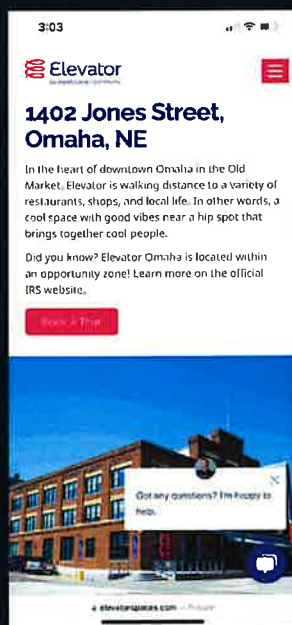 3:03
Elevator
1402 Jones Street,
Omaha, NE
In the heart of downtown Omaha in the Old
Market, Elevator is walking distance to a variety of
restaurants, shops, and local life. In other words, a
cool space with good vibes near a hip spot that
brings together cool people.
Did you know? Elevator Omaha is located within
an opportunity zone! Learn more on the official
IRS website.
Book a Tour
Got any questions? I'm happy to
help.
elevatorspaces.com — Private